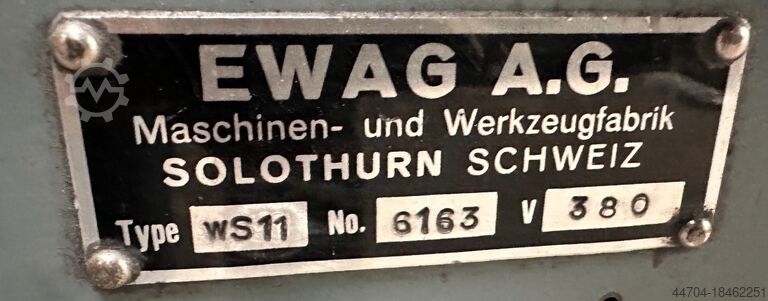 EWAG A.G.
Maschinen- und Werkzeugfabrik
SOLOTHURN SCHWEIZ
Type WS11 No. 6163 V 380
44704-18462251